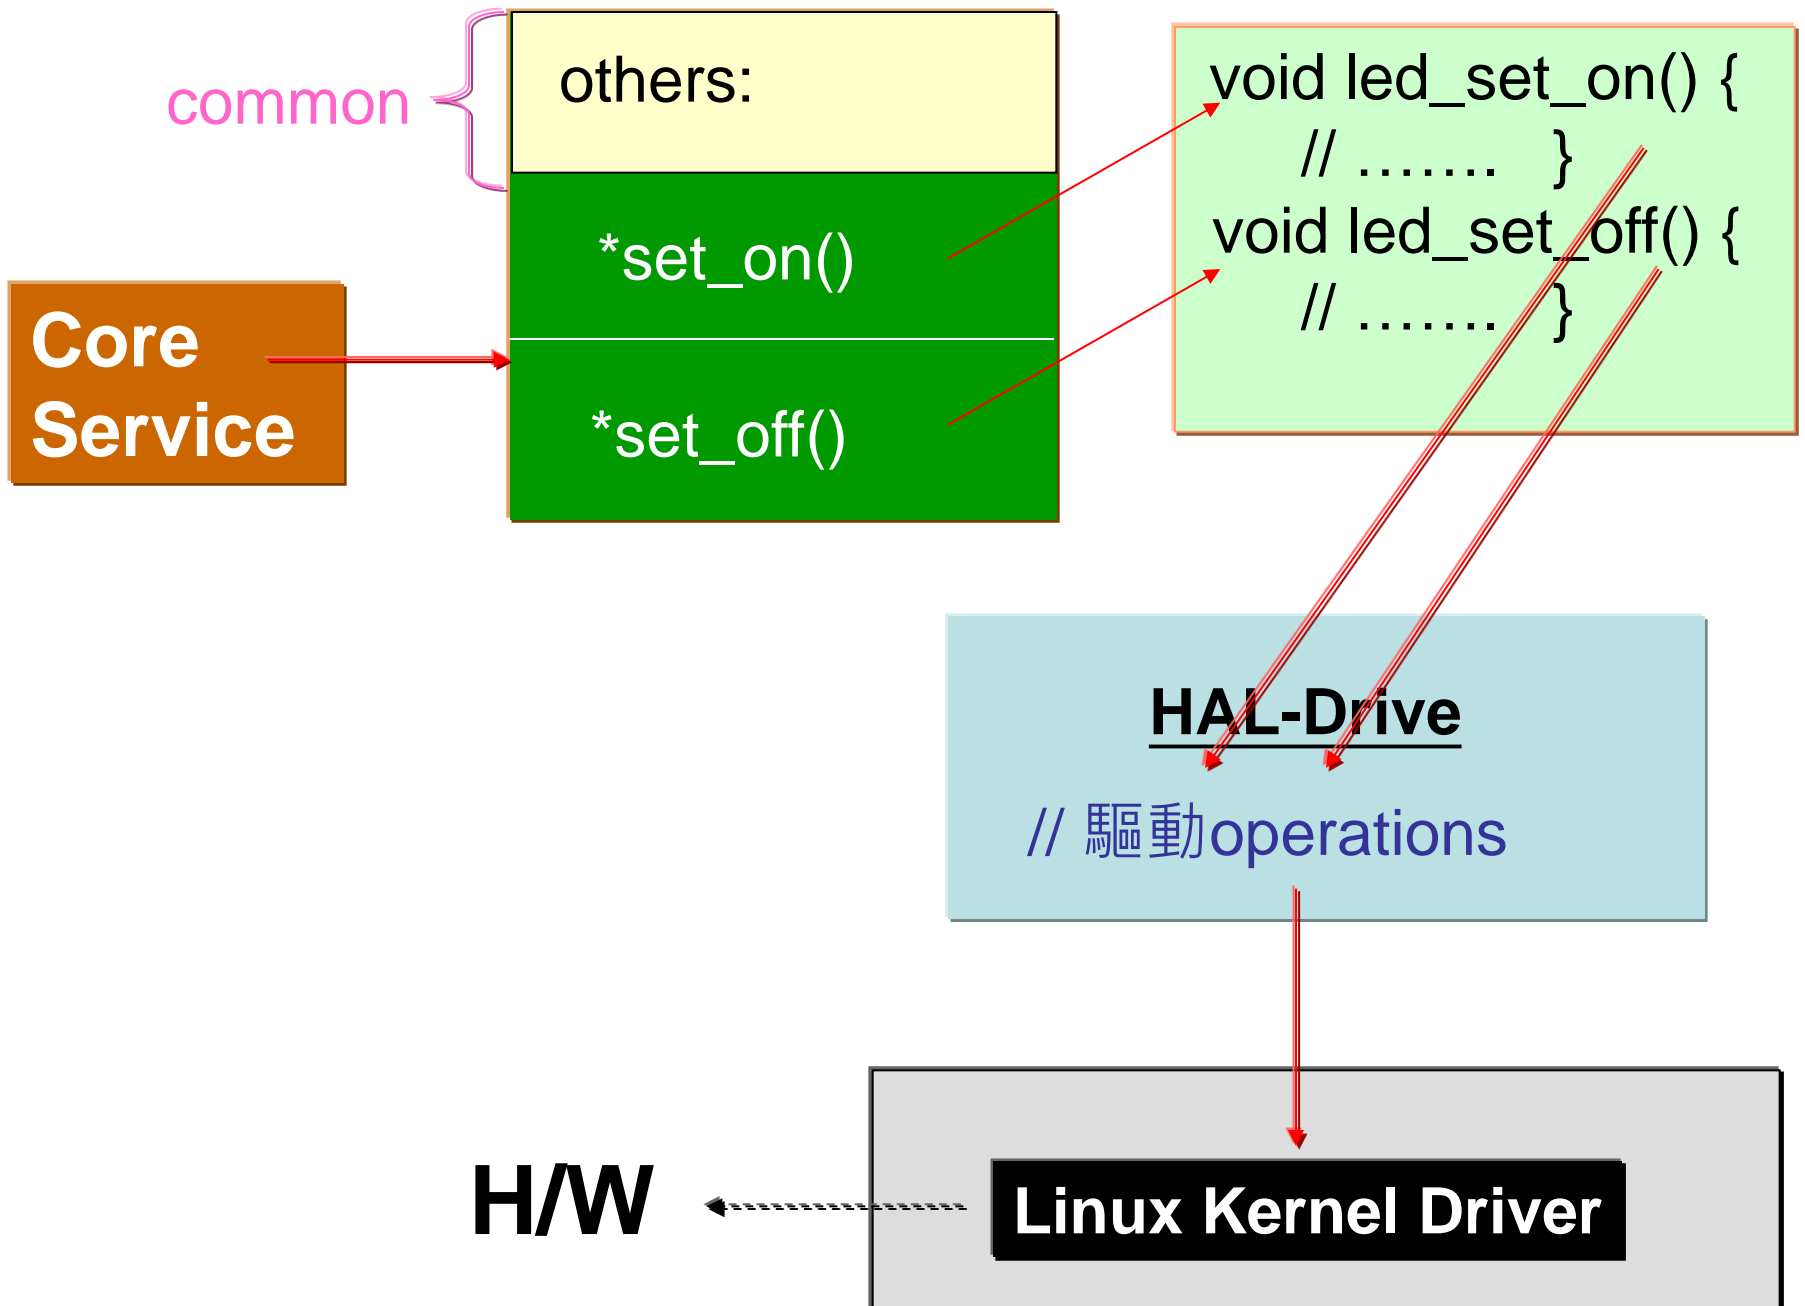 common
others:
*set_on()
*set_off()
Core
Service
void led_set_on() {
// ....... }
void led_set_off() {
// ....... }
HAL-Drive
// 驅動operations
H/W
Linux Kernel Driver